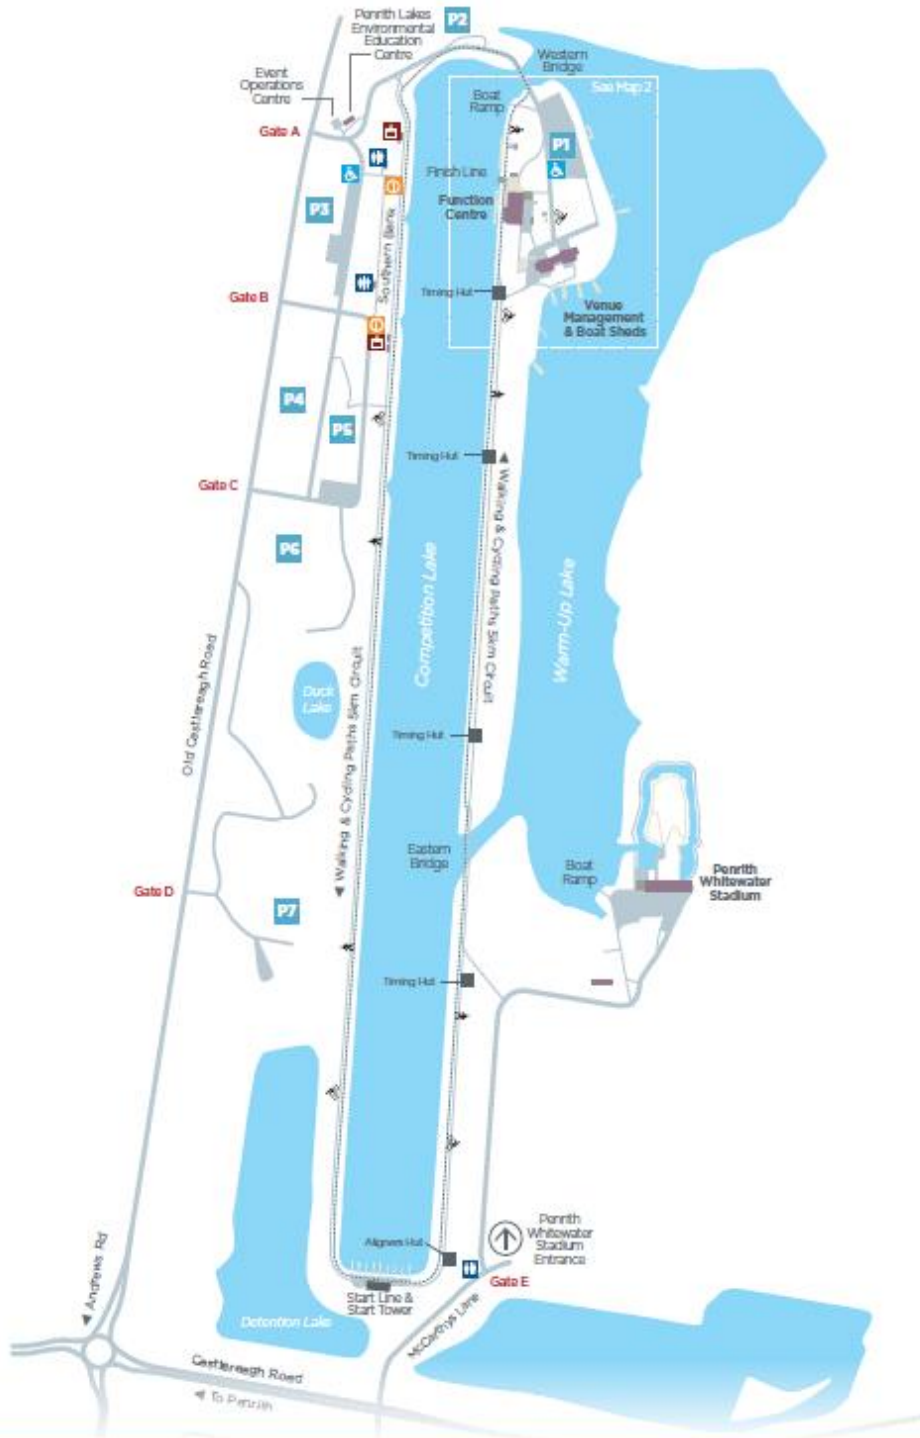 Penrith Lakes
Environmental
Education
Centre
P2
Western
Bridge
Event
Operations
Centre
See Map 2
Boat
Ramp
Gate A
P1
Finish Line
P3
Function
Centre
Southern Bank
Gate B
Timing Hut
Venue
Management
& Boat Sheds
P4
P5
Timing Hut
Gate C
P6
Walking & Cycling Paths 5km Circuit
Competition Lake
Warm-Up Lake
Old Castlereagh Road
Duck
Lake
Walking & Cycling Paths 5km Circuit
Timing Hut
Eastern
Bridge
Boat
Ramp
Penrith
Whitewater
Stadium
Gate D
P7
Timing Hut
Penrith
Whitewater
Stadium
Entrance
Aligners Hut
Gate E
Andrews Rd
Start Line &
Start Tower
Detention Lake
McCarthys Lane
Castlereagh Road
To Penrith